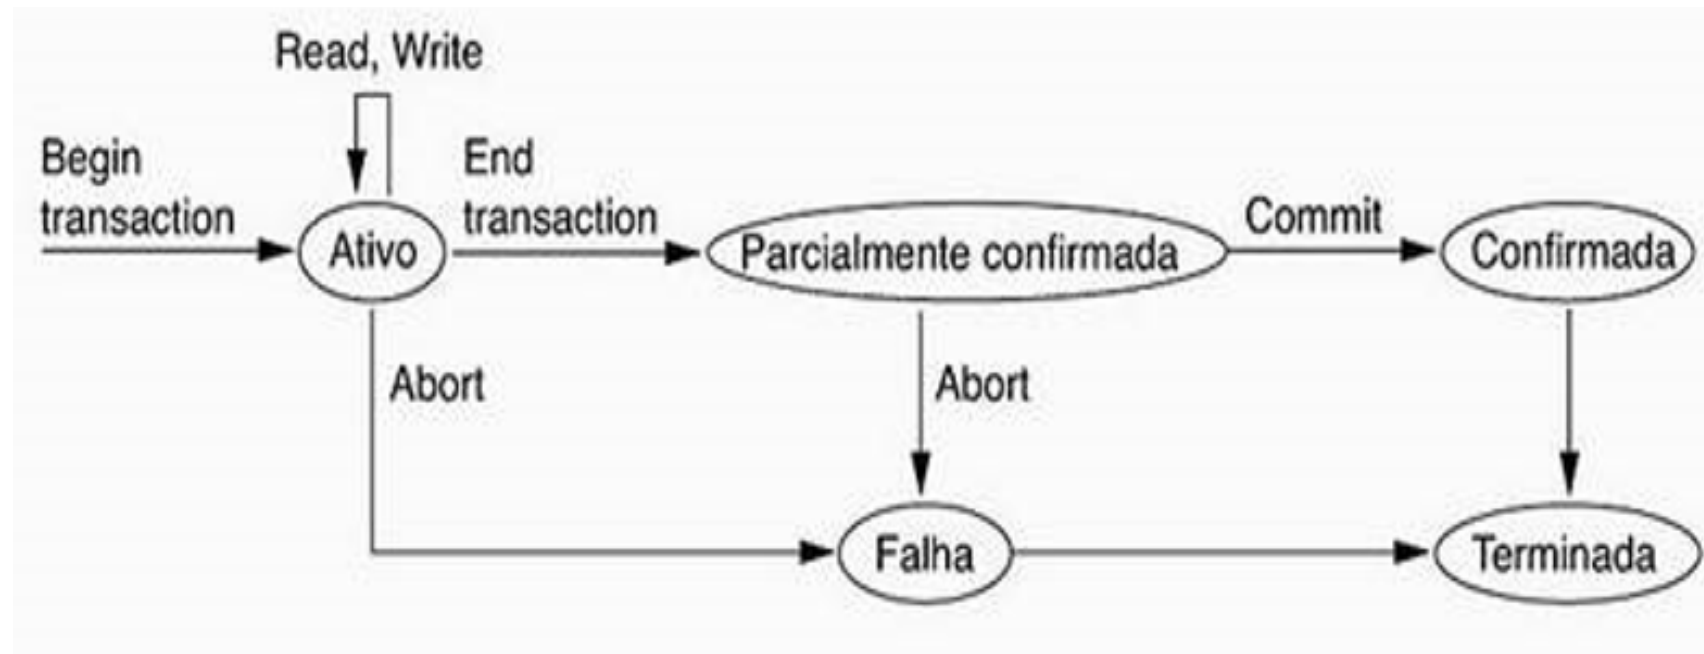 Read, Write
Begin
transaction
End
transaction
Commit
Ativo
Parcialmente confirmada
Confirmada
Abort
Abort
Falha
Terminada